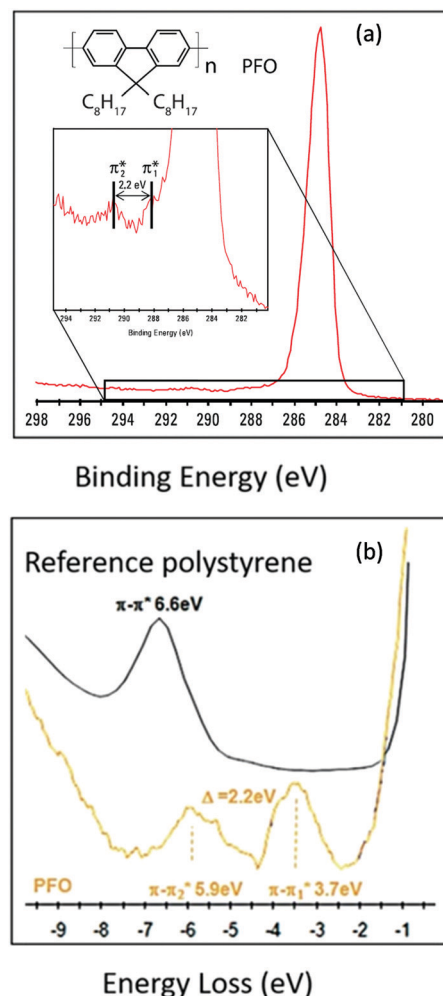 (a)
n PFO
C8H17 C8H17
π2* π1*
2.2 eV
294 292 290 288 286 284 282
Binding Energy (eV)
298 296 294 292 290 288 286 284 282 280
Binding Energy (eV)
(b)
Reference polystyrene
π-π* 6.6eV
Δ =2.2eV
PFO π-π2* 5.9eV π-π1* 3.7eV
-9 -8 -7 -6 -5 -4 -3 -2 -1
Energy Loss (eV)